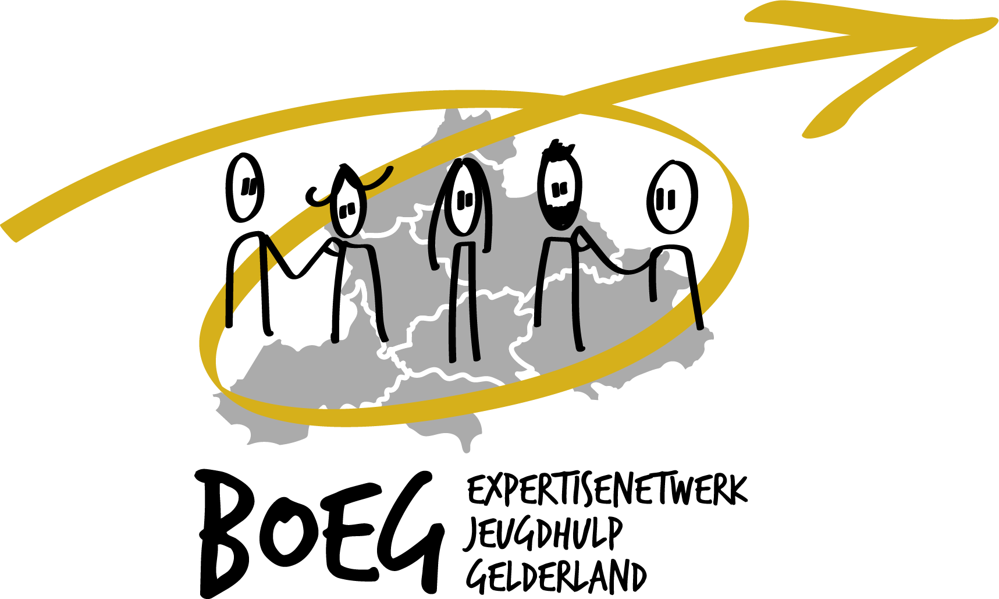 BOEG
EXPERTISENETWERK
JEUGDHULP
GELDERLAND